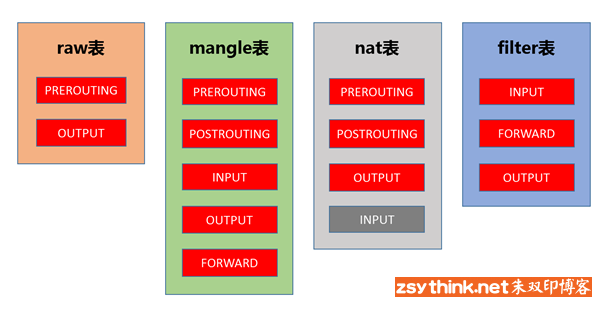 raw表
PREROUTING
OUTPUT
mangle表
PREROUTING
POSTROUTING
INPUT
OUTPUT
FORWARD
nat表
PREROUTING
POSTROUTING
OUTPUT
INPUT
filter表
INPUT
FORWARD
OUTPUT
zsythink.net朱双印博客